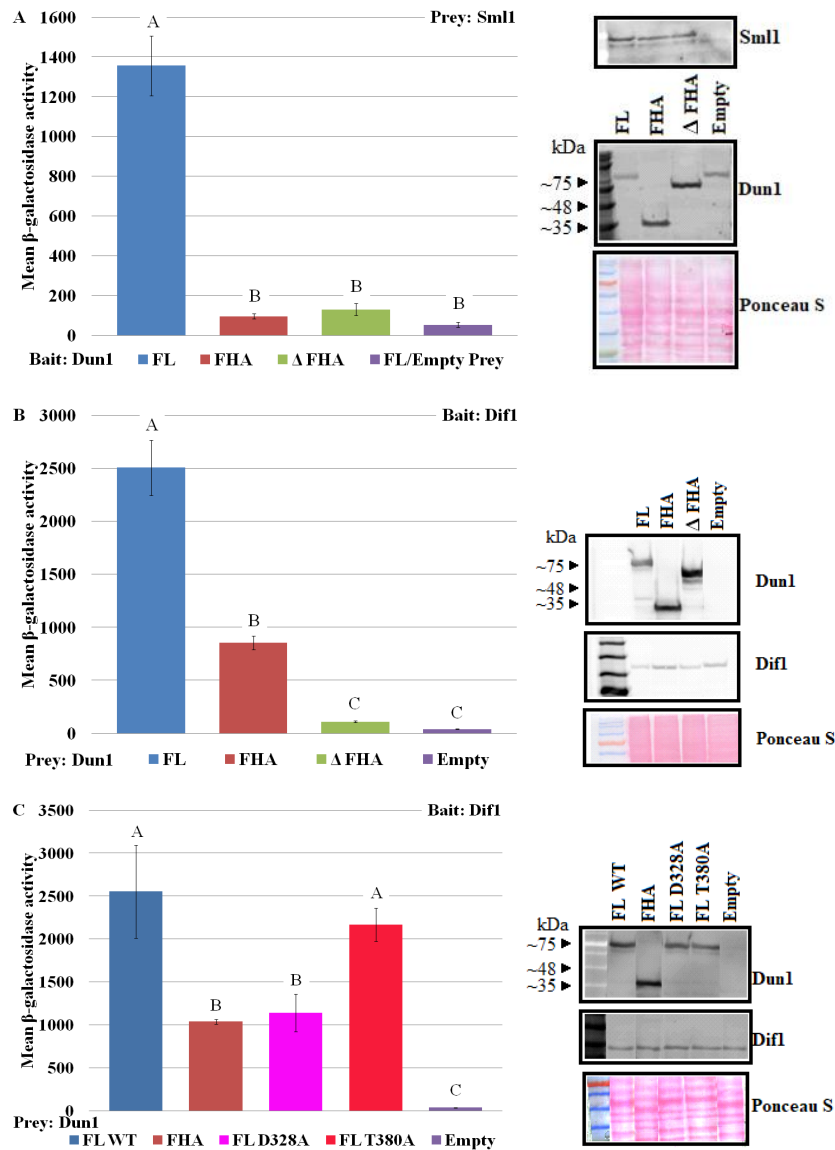 A
Prey: Sml1
Mean β-galactosidase activity
1600
1400
1200
1000
800
600
400
200
0
A
B
B
B
Bait: Dun1 FL FHA Δ FHA FL/Empty Prey
Sml1
FL FHA Δ FHA Empty
kDa
~75
~48
~35
Dun1
Ponceau S
B
Bait: Dif1
Mean β-galactosidase activity
3000
2500
2000
1500
1000
500
0
A
B
C
C
Prey: Dun1 FL FHA Δ FHA Empty
FL FHA Δ FHA Empty
kDa
~75
~48
~35
Dun1
Dif1
Ponceau S
C
Bait: Dif1
Mean β-galactosidase activity
3500
3000
2500
2000
1500
1000
500
0
A
B
B
A
C
Prey: Dun1
FL WT FHA FL D328A FL T380A Empty
FL WT FHA FL D328A FL T380A Empty
kDa
~75
~48
~35
Dun1
Dif1
Ponceau S